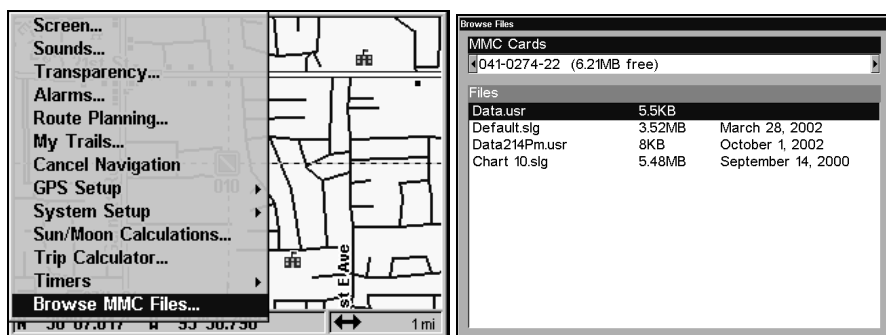 Screen...
Sounds...
Transparency...
Alarms...
Route Planning...
My Trails...
Cancel Navigation
GPS Setup
System Setup
Sun/Moon Calculations...
Trip Calculator...
Timers
Browse MMC Files...
010
st E Ave
1 mi
Browse Files
MMC Cards
041-0274-22 (6.21MB free)
Files
Data.usr 5.5KB
Default.slg 3.52MB March 28, 2002
Data214Pm.usr 8KB October 1, 2002
Chart 10.slg 5.48MB September 14, 2000